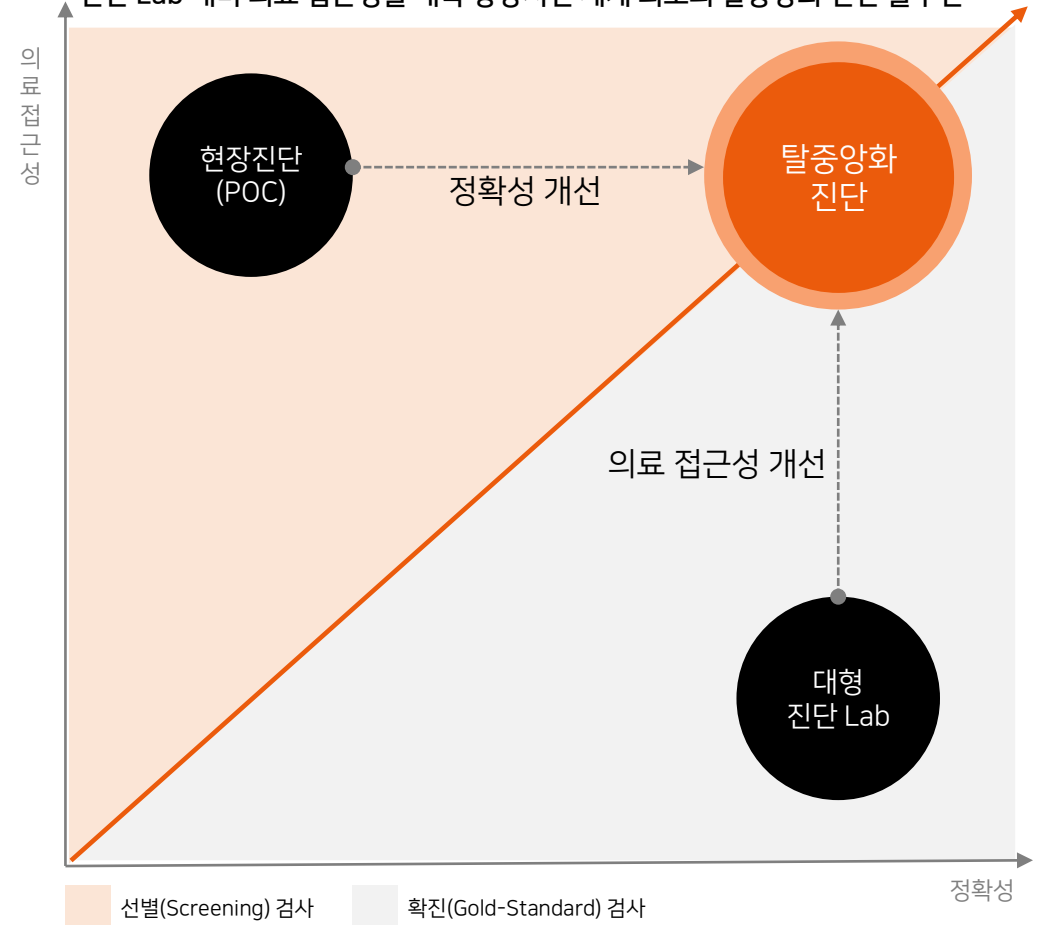 의료접근성
현장진단
(POC)
정확성 개선
탈중앙화
진단
의료 접근성 개선
대형
진단 Lab
정확성
선별(Screening) 검사
확진(Gold-Standard) 검사